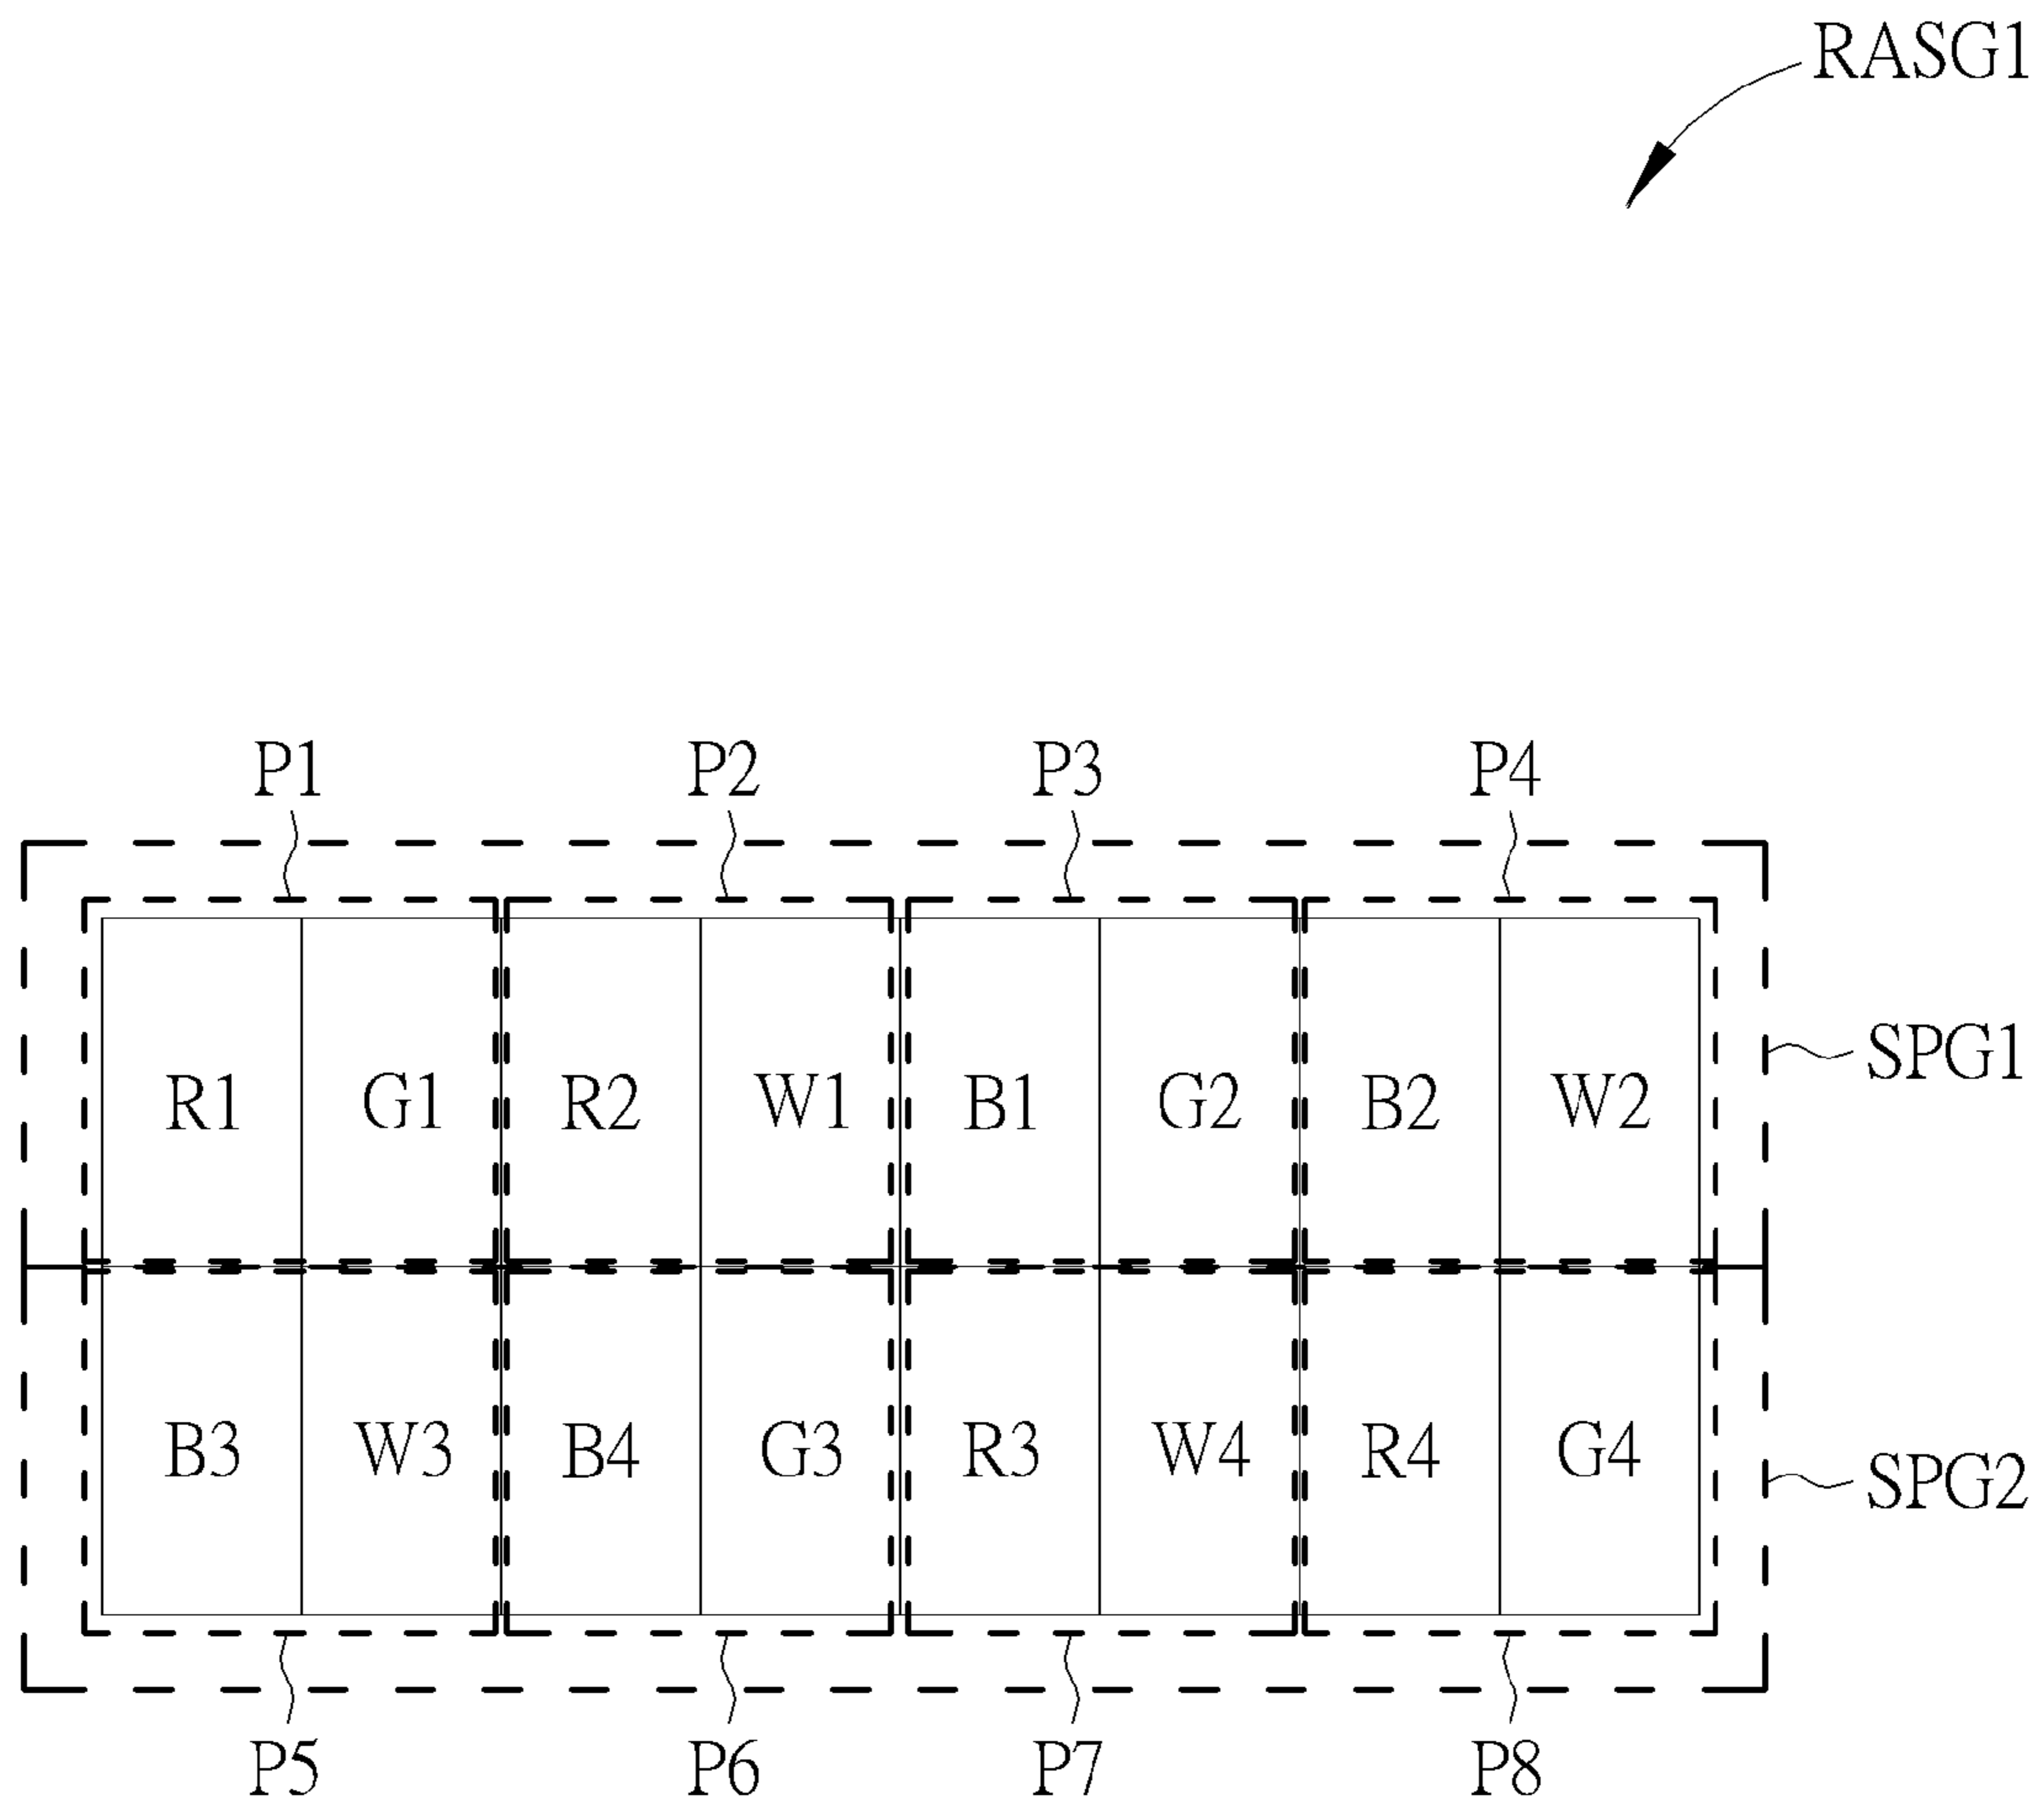 RASG1
P1 P2 P3 P4
R1 G1 R2 W1 B1 G2 B2 W2
SPG1
B3 W3 B4 G3 R3 W4 R4 G4
SPG2
P5 P6 P7 P8